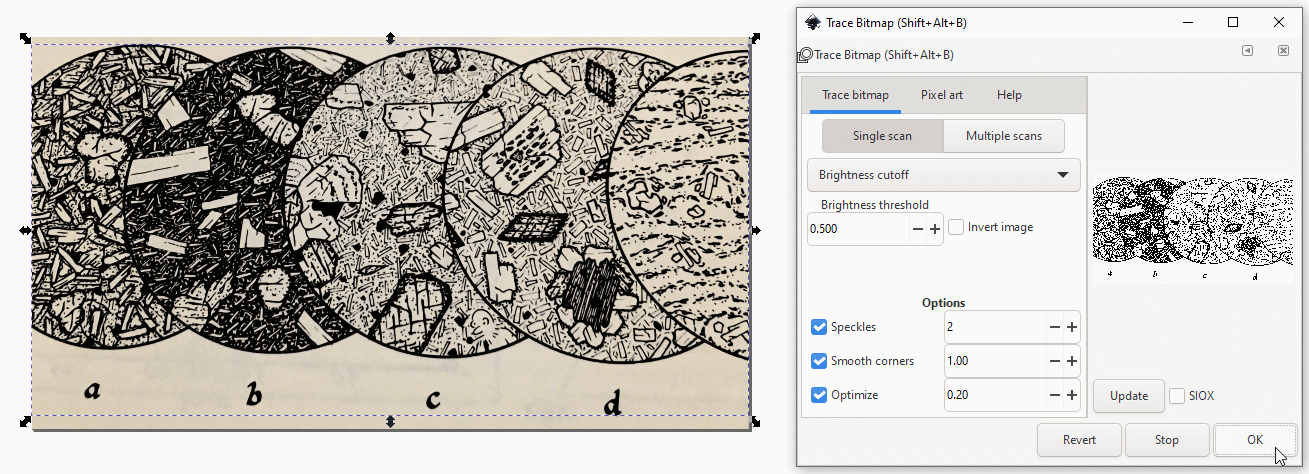 a
b
c
d
Trace Bitmap (Shift+Alt+B)
Trace Bitmap (Shift+Alt+B)
Trace bitmap Pixel art Help
Single scan Multiple scans
Brightness cutoff
Brightness threshold
0.500 Invert image
Options
Speckles 2
Smooth corners 1.00
Optimize 0.20
a b c d
Update SIOX
Revert Stop OK